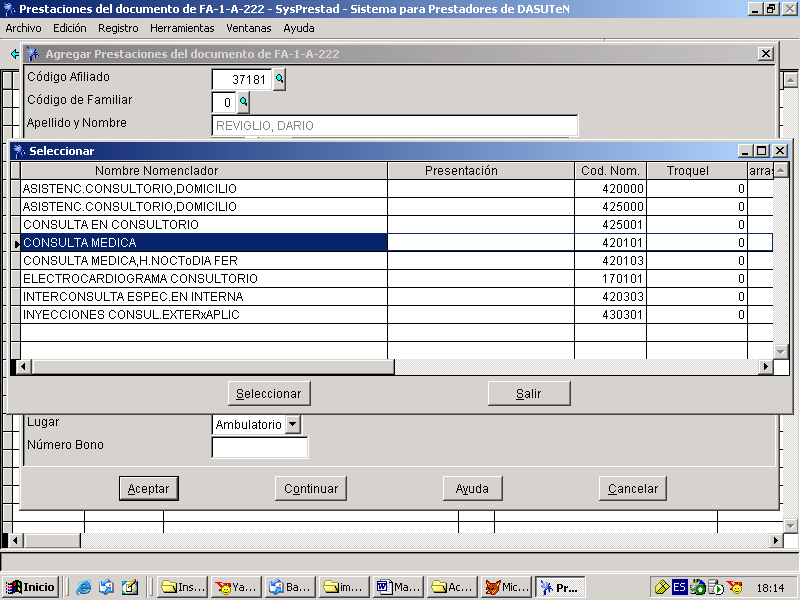 Prestaciones del documento de FA-1-A-222 - SysPrestad - Sistema para Prestadores de DASUTeN
Archivo Edición Registro Herramientas Ventanas Ayuda
Agregar Prestaciones del documento de FA-1-A-222
Código Afiliado 37181
Código de Familiar 0
Apellido y Nombre REVIGLIO, DARIO
Seleccionar
Nombre Nomenclador Presentación Cod. Nom. Troquel arras
ASISTENC.CONSULTORIO,DOMICILIO 420000 0
ASISTENC.CONSULTORIO,DOMICILIO 425000 0
CONSULTA EN CONSULTORIO 425001 0
CONSULTA MEDICA 420101 0
CONSULTA MEDICA,H.NOCToDIA FER 420103 0
ELECTROCARDIOGRAMA CONSULTORIO 170101 0
INTERCONSULTA ESPEC.EN INTERNA 420303 0
INYECCIONES CONSUL.EXTERxAPLIC 430301 0
Seleccionar Salir
Lugar Ambulatorio
Número Bono
Aceptar Continuar Ayuda Cancelar
Inicio Ins... Ya... Ba... im... Ma... Ac... Mic... Pr... ES 18:14